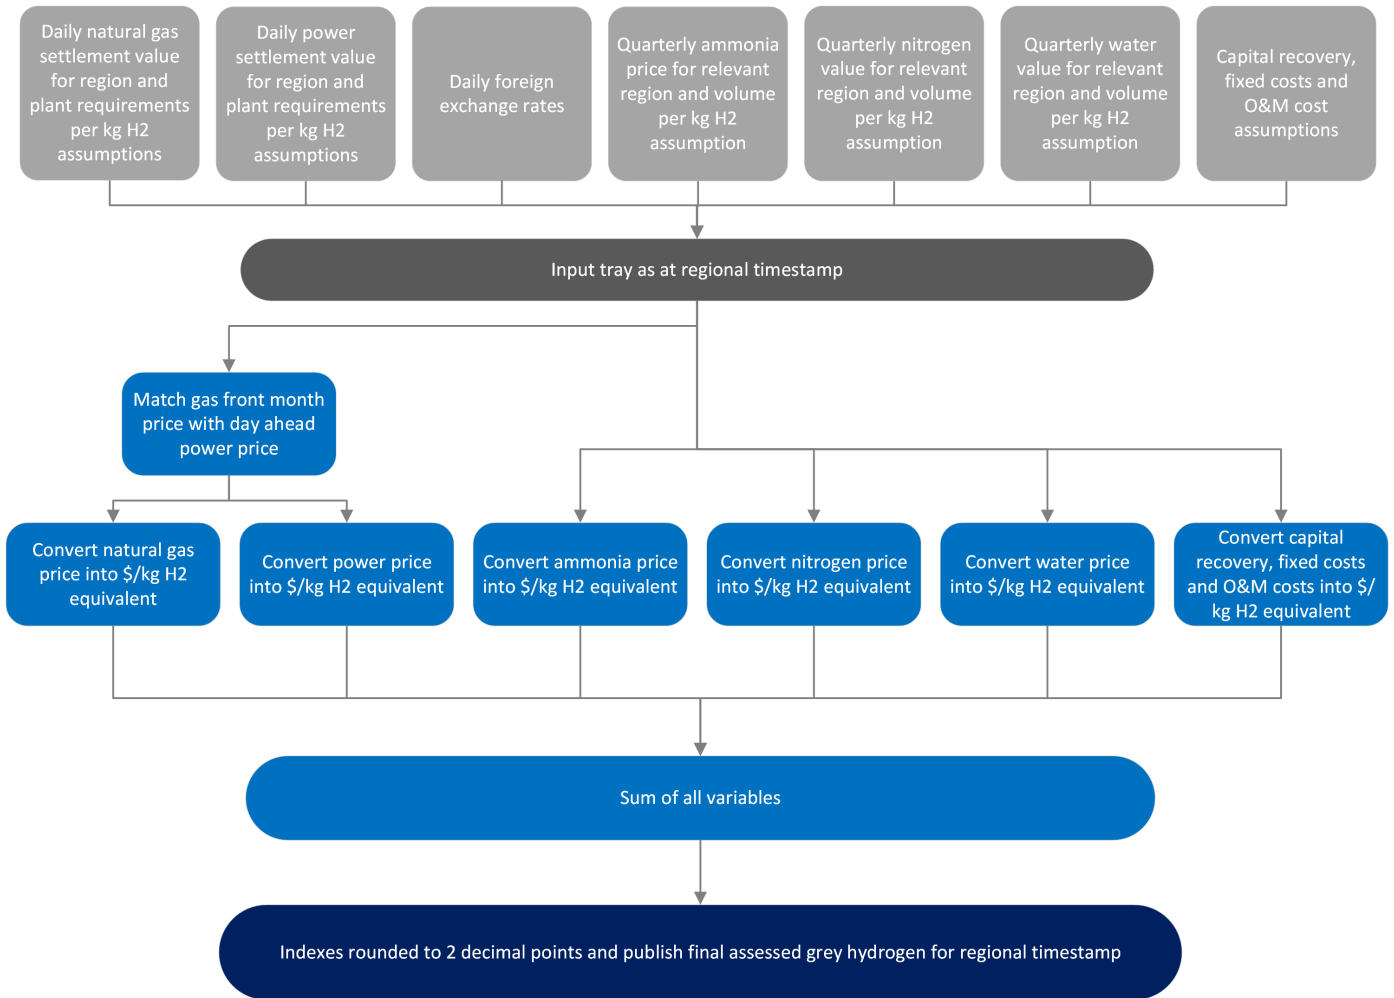 Daily natural gas
settlement value
for region and
plant requirements
per kg H2
assumptions
Daily power
settlement value
for region and
plant requirements
per kg H2
assumptions
Daily foreign
exchange rates
Quarterly ammonia
price for relevant
region and volume
per kg H2
assumption
Quarterly nitrogen
value for relevant
region and volume
per kg H2
assumption
Quarterly water
value for relevant
region and volume
per kg H2
assumption
Capital recovery,
fixed costs and
O&M cost
assumptions
Input tray as at regional timestamp
Match gas front month
price with day ahead
power price
Convert natural gas
price into $/kg H2
equivalent
Convert power price
into $/kg H2 equivalent
Convert ammonia price
into $/kg H2 equivalent
Convert nitrogen price
into $/kg H2 equivalent
Convert water price
into $/kg H2 equivalent
Convert capital
recovery, fixed costs
and O&M costs into $/
kg H2 equivalent
Sum of all variables
Indexes rounded to 2 decimal points and publish final assessed grey hydrogen for regional timestamp